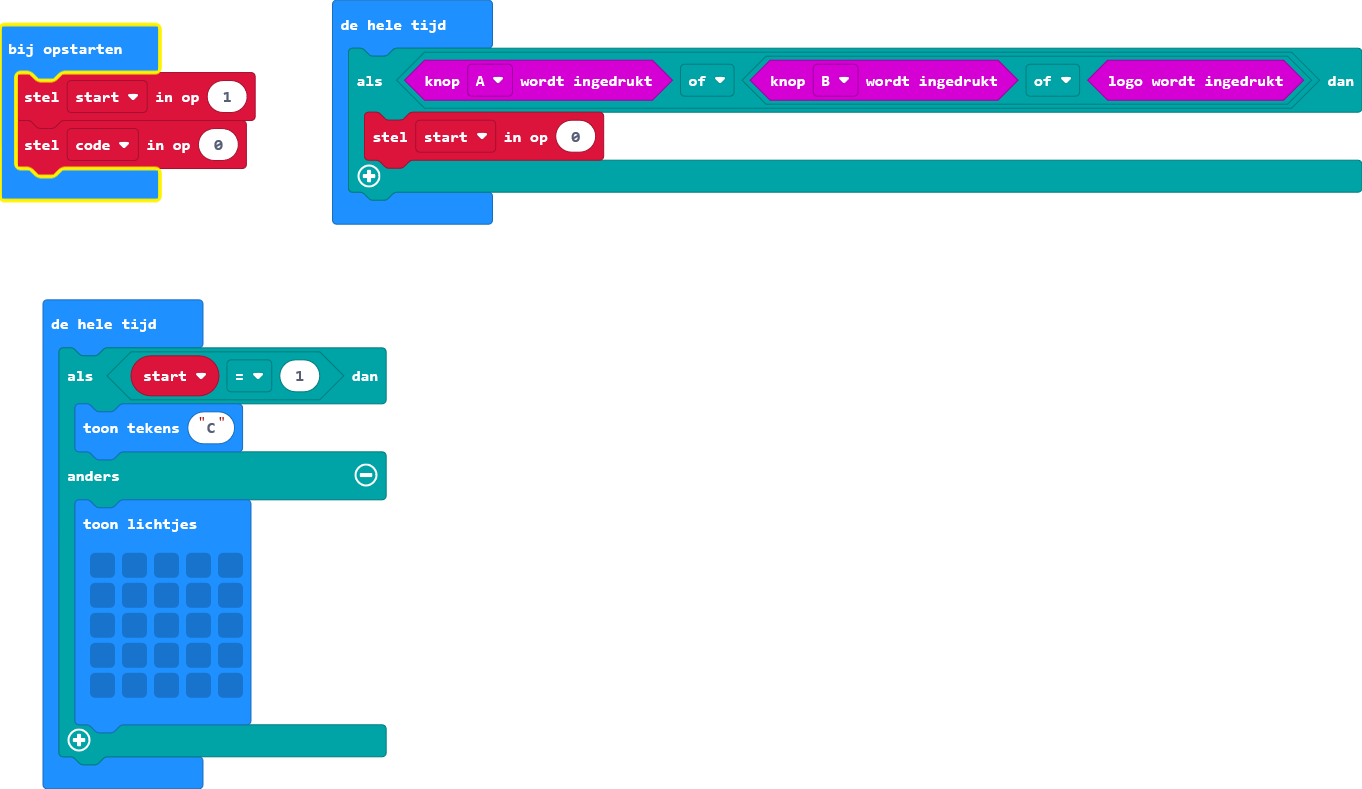 bij opstarten
stel start in op 1
stel code in op 0
de hele tijd
als knop A wordt ingedrukt of knop B wordt ingedrukt of logo wordt ingedrukt dan
stel start in op 0
de hele tijd
als start = 1 dan
toon tekens "C"
anders
toon lichtjes